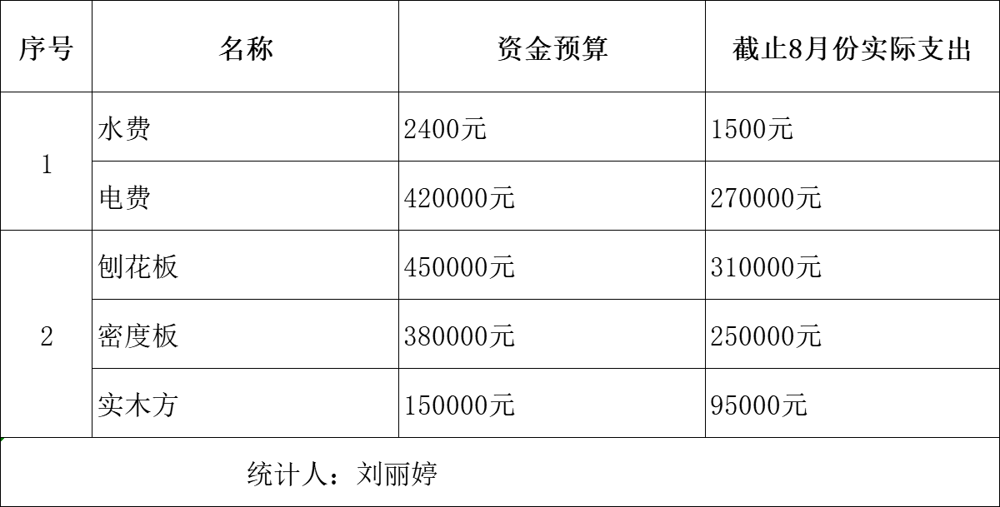 序号 名称 资金预算 截止8月份实际支出
1
水费 2400元 1500元
电费 420000元 270000元
2
刨花板 450000元 310000元
密度板 380000元 250000元
实木方 150000元 95000元
统计人：刘丽婷